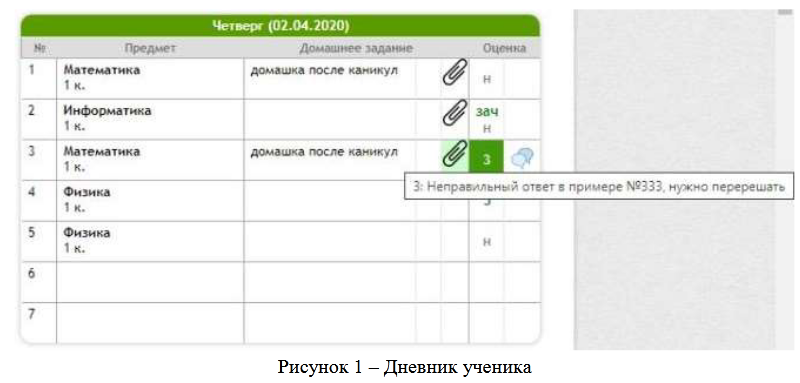 Четверг (02.04.2020)
№ Предмет Домашнее задание Оценка
1 Математика домашка после каникул н
1 к.
2 Информатика зач
1 к. н
3 Математика домашка после каникул 3
1 к.
3: Неправильный ответ в примере №333, нужно перерешать
4 Физика
1 к.
5 Физика н
1 к.
6
7
Рисунок 1 – Дневник ученика